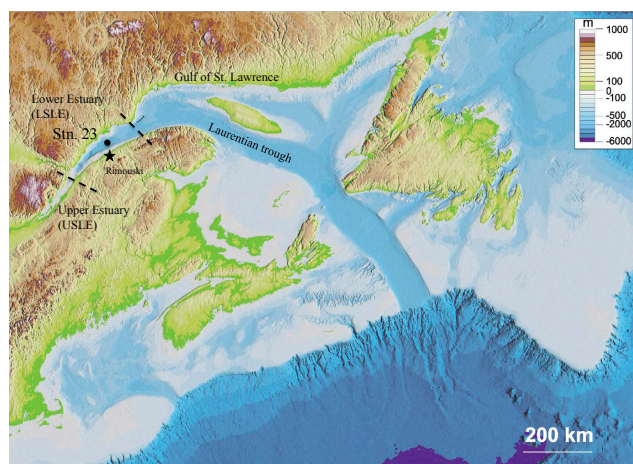 m
1000
500
100
0
-100
-500
-2000
-6000
Gulf of St. Lawrence
Lower Estuary
(LSLE)
Stn. 23
Laurentian trough
Rimouski
Upper Estuary
(USLE)
200 km